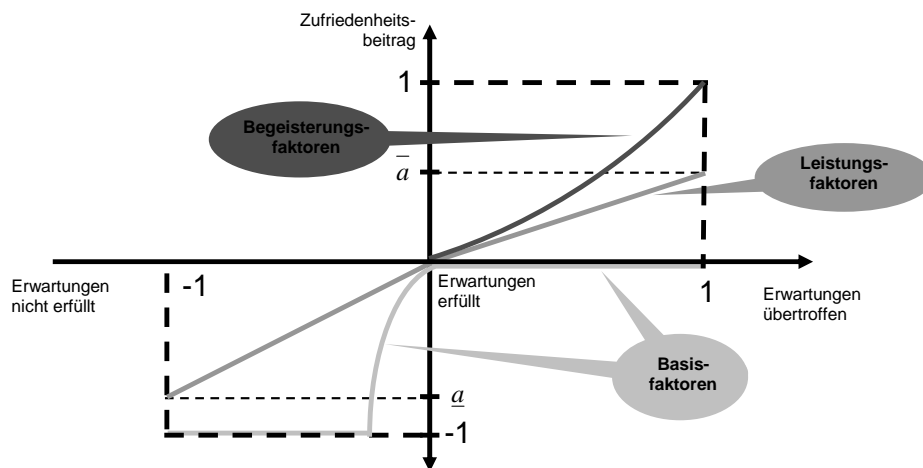 Zufriedenheits-
beitrag
1
Begeisterungs-
faktoren
a
Leistungs-
faktoren
Erwartungen
nicht erfüllt
-1
Erwartungen
erfüllt
1
Erwartungen
übertroffen
Basis-
faktoren
a
-1